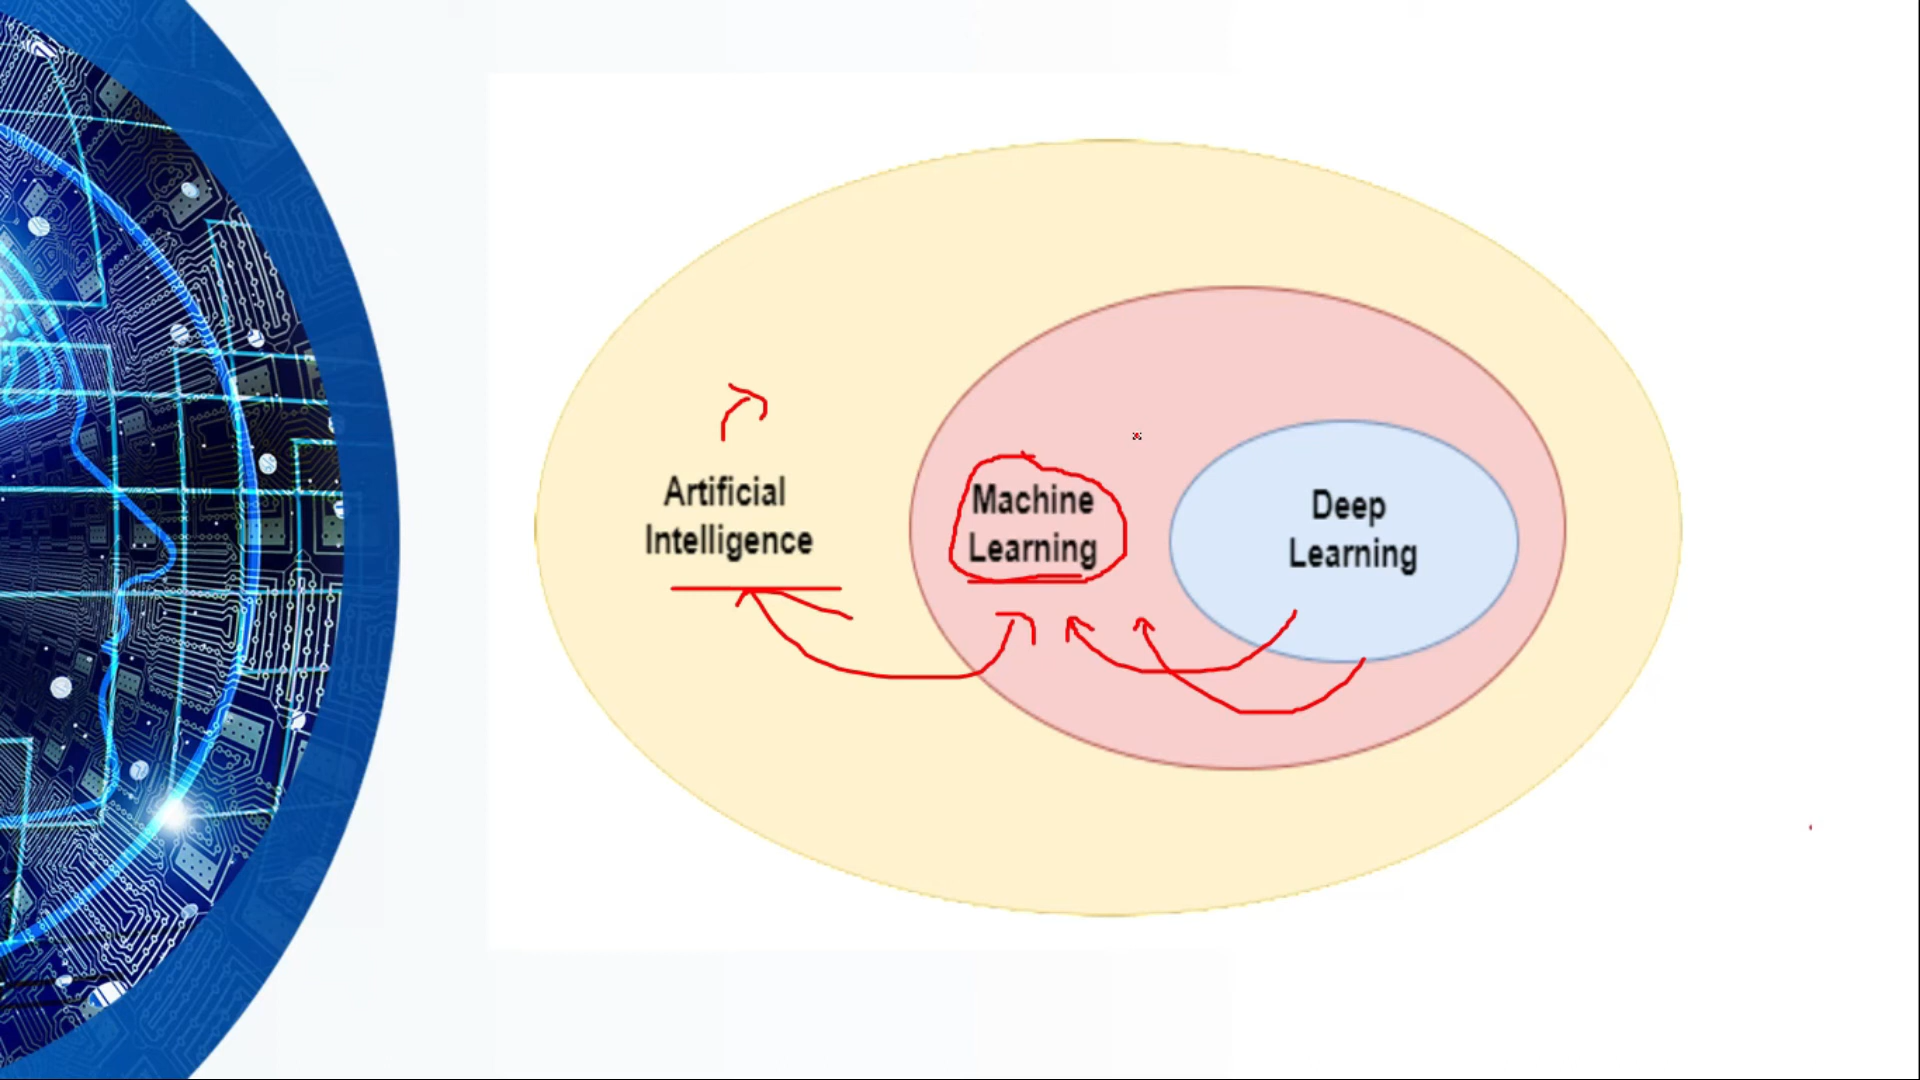 Artificial
Intelligence
Machine
Learning
Deep
Learning